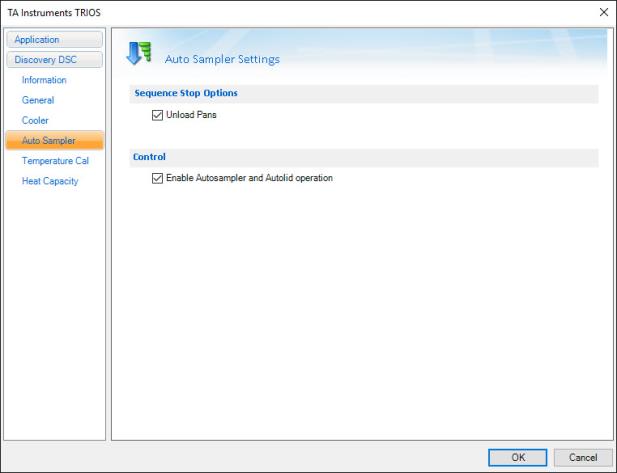 TA Instruments TRIOS
Application
Discovery DSC
Information
General
Cooler
Auto Sampler
Temperature Cal
Heat Capacity
Auto Sampler Settings
Sequence Stop Options
Unload Pans
Control
Enable Autosampler and Autolid operation
OK
Cancel